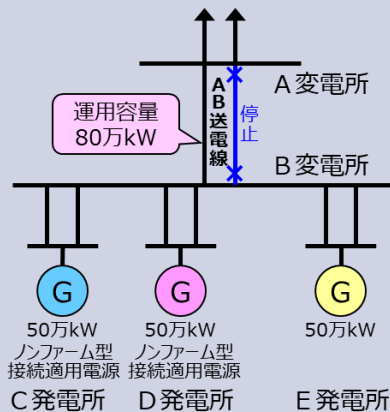 A変電所
AB送電線
停止
運用容量
80万kW
B変電所
G
G
G
50万kW
50万kW
50万kW
ノンファーム型
ノンファーム型
接続適用電源
接続適用電源
C発電所
D発電所
E発電所